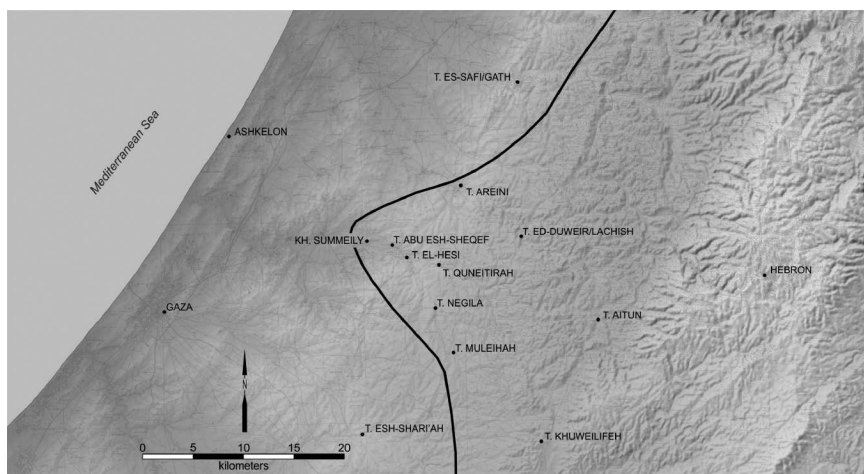 T. ES-SAFI/GATH
ASHKELON
Mediterranean Sea
T. AREINI
KH. SUMMEILY
T. ABU ESH-SHEQEF
T. ED-DUWEIR/LACHISH
T. EL-HESI
T. QUNEITIRAH
HEBRON
GAZA
T. NEGILA
T. AITUN
T. MULEIHAH
N
T. ESH-SHARI'AH
T. KHUWEILIFEH
0 5 10 15 20
kilometers